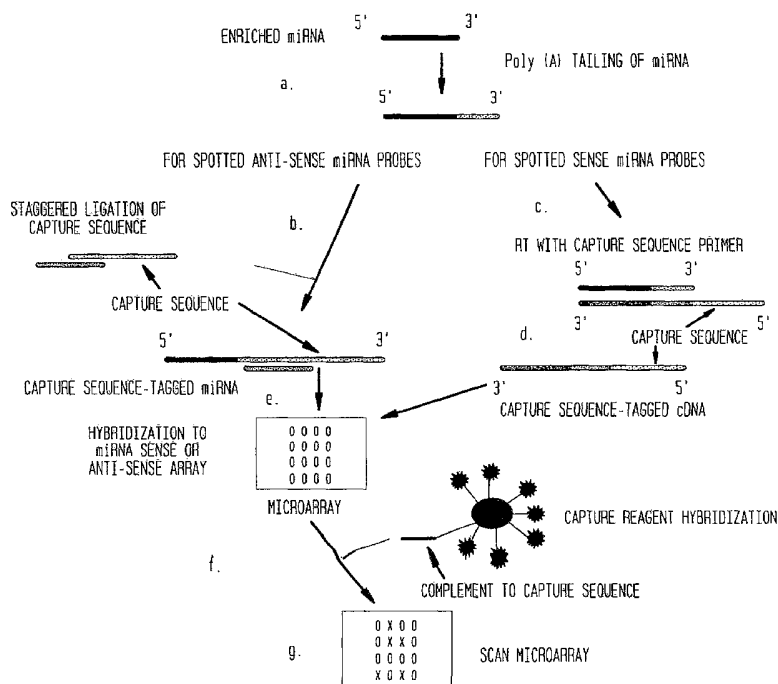 5' 3'
ENRICHED miRNA
Poly (A) TAILING OF miRNA
a.
5' 3'
FOR SPOTTED ANTI-SENSE miRNA PROBES
FOR SPOTTED SENSE miRNA PROBES
STAGGERED LIGATION OF
CAPTURE SEQUENCE
b.
c.
RT WITH CAPTURE SEQUENCE PRIMER
5' 3'
CAPTURE SEQUENCE
3' 5'
5' 3'
d.
CAPTURE SEQUENCE
CAPTURE SEQUENCE-TAGGED miRNA
3' 5'
CAPTURE SEQUENCE-TAGGED cDNA
e.
HYBRIDIZATION TO
miRNA SENSE OR
ANTI-SENSE ARRAY
0 0 0 0
0 0 0 0
0 0 0 0
0 0 0 0
MICROARRAY
CAPTURE REAGENT HYBRIDIZATION
f.
COMPLEMENT TO CAPTURE SEQUENCE
g.
0 X 0 0
0 X X 0
0 0 0 0
X 0 X 0
SCAN MICROARRAY